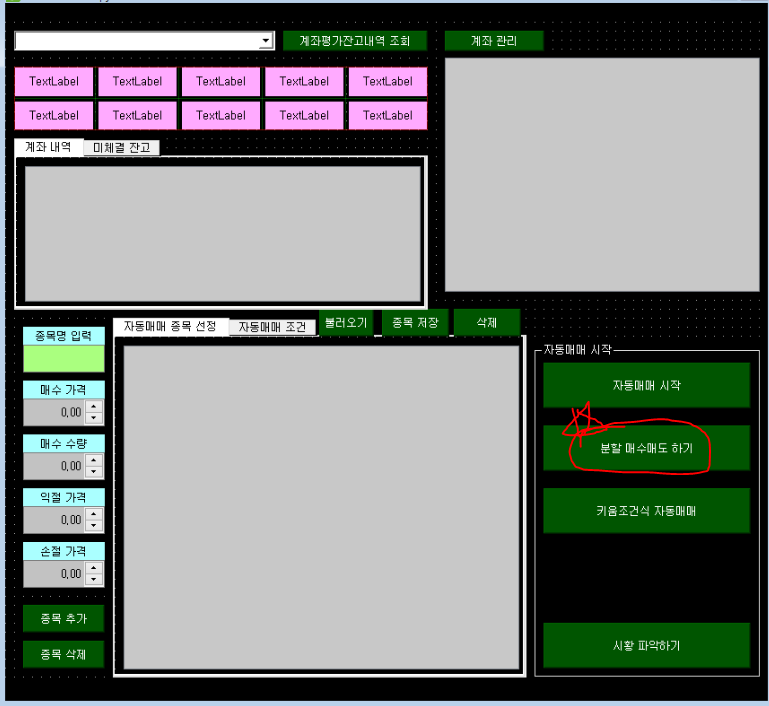 계좌평가잔고내역 조회
계좌 관리
TextLabel TextLabel TextLabel TextLabel TextLabel
TextLabel TextLabel TextLabel TextLabel TextLabel
계좌 내역 미체결 잔고
종목명 입력
자동매매 종목 선정 자동매매 조건 불러오기 종목 저장 삭제
매수 가격
0,00
매수 수량
0,00
익절 가격
0,00
손절 가격
0,00
종목 추가
종목 삭제
자동매매 시작
자동매매 시작
분할 매수매도 하기
키움조건식 자동매매
시황 파악하기